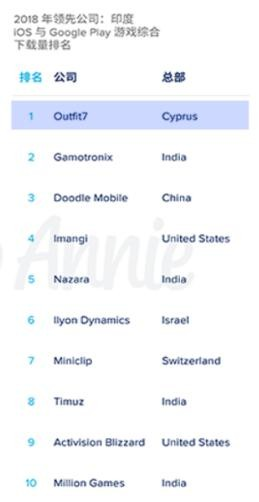 2018 年领先公司：印度
iOS 与 Google Play 游戏综合
下载量排名
排名 公司 总部
1 Outfit7 Cyprus
2 Gamotronix India
3 Doodle Mobile China
4 Imangi United States
5 Nazara India
6 Ilyon Dynamics Israel
7 Miniclip Switzerland
8 Timuz India
9 Activision Blizzard United States
10 Million Games India
Annie